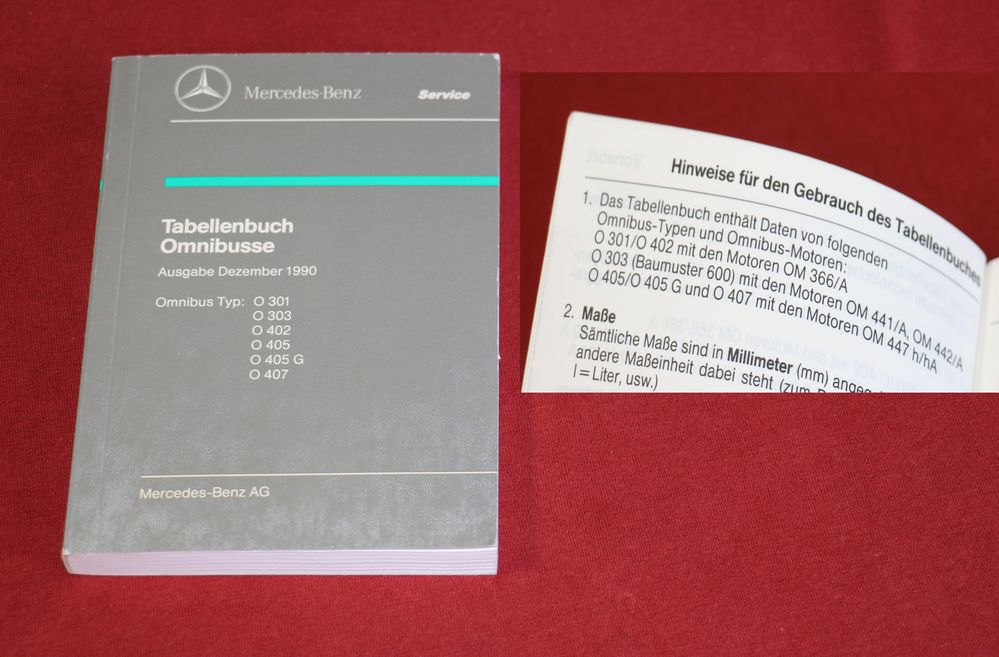 Mercedes-Benz Service
Tabellenbuch
Omnibusse
Ausgabe Dezember 1990
Omnibus Typ: O 301
O 303
O 402
O 405
O 405 G
O 407
Mercedes-Benz AG
Vorwort
Hinweise für den Gebrauch des Tabellenbuches
1. Das Tabellenbuch enthält Daten von folgenden
Omnibus-Typen und Omnibus-Motoren:
O 301/O 402 mit den Motoren OM 366/A
O 303 (Baumuster 600) mit den Motoren OM 441/A, OM 442/A
O 405/O 405 G und O 407 mit den Motoren OM 447 h/hA
2. Maße
Sämtliche Maße sind in Millimeter (mm)
andere Maßeinheit dabei steht (zum
l = Liter, usw.)